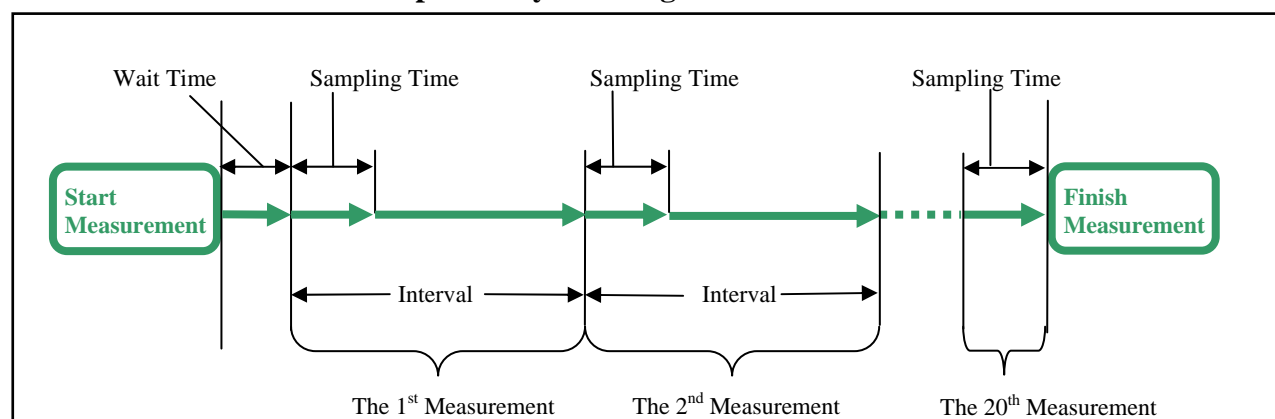 Wait Time
Sampling Time
Sampling Time
Sampling Time
Start
Measurement
Finish
Measurement
Interval
Interval
The 1st Measurement
The 2nd Measurement
The 20th Measurement